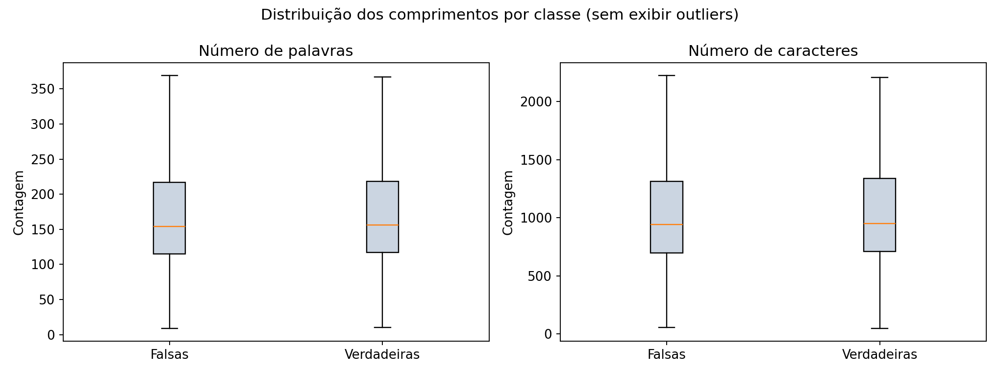 Distribuição dos comprimentos por classe (sem exibir outliers)
Número de palavras
Contagem
350
300
250
200
150
100
50
0
Falsas Verdadeiras
Número de caracteres
Contagem
2000
1500
1000
500
0
Falsas Verdadeiras